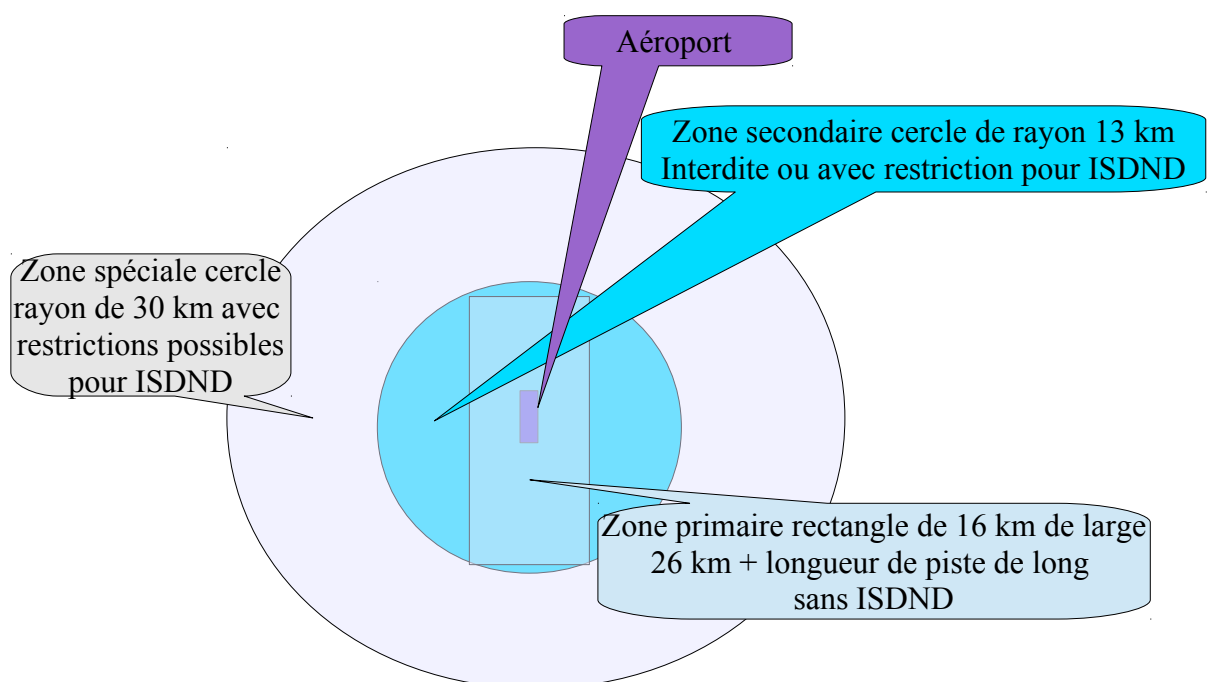 Aéroport
Zone secondaire cercle de rayon 13 km
Interdite ou avec restriction pour ISDND
Zone spéciale cercle
rayon de 30 km avec
restrictions possibles
pour ISDND
Zone primaire rectangle de 16 km de large
26 km + longueur de piste de long
sans ISDND